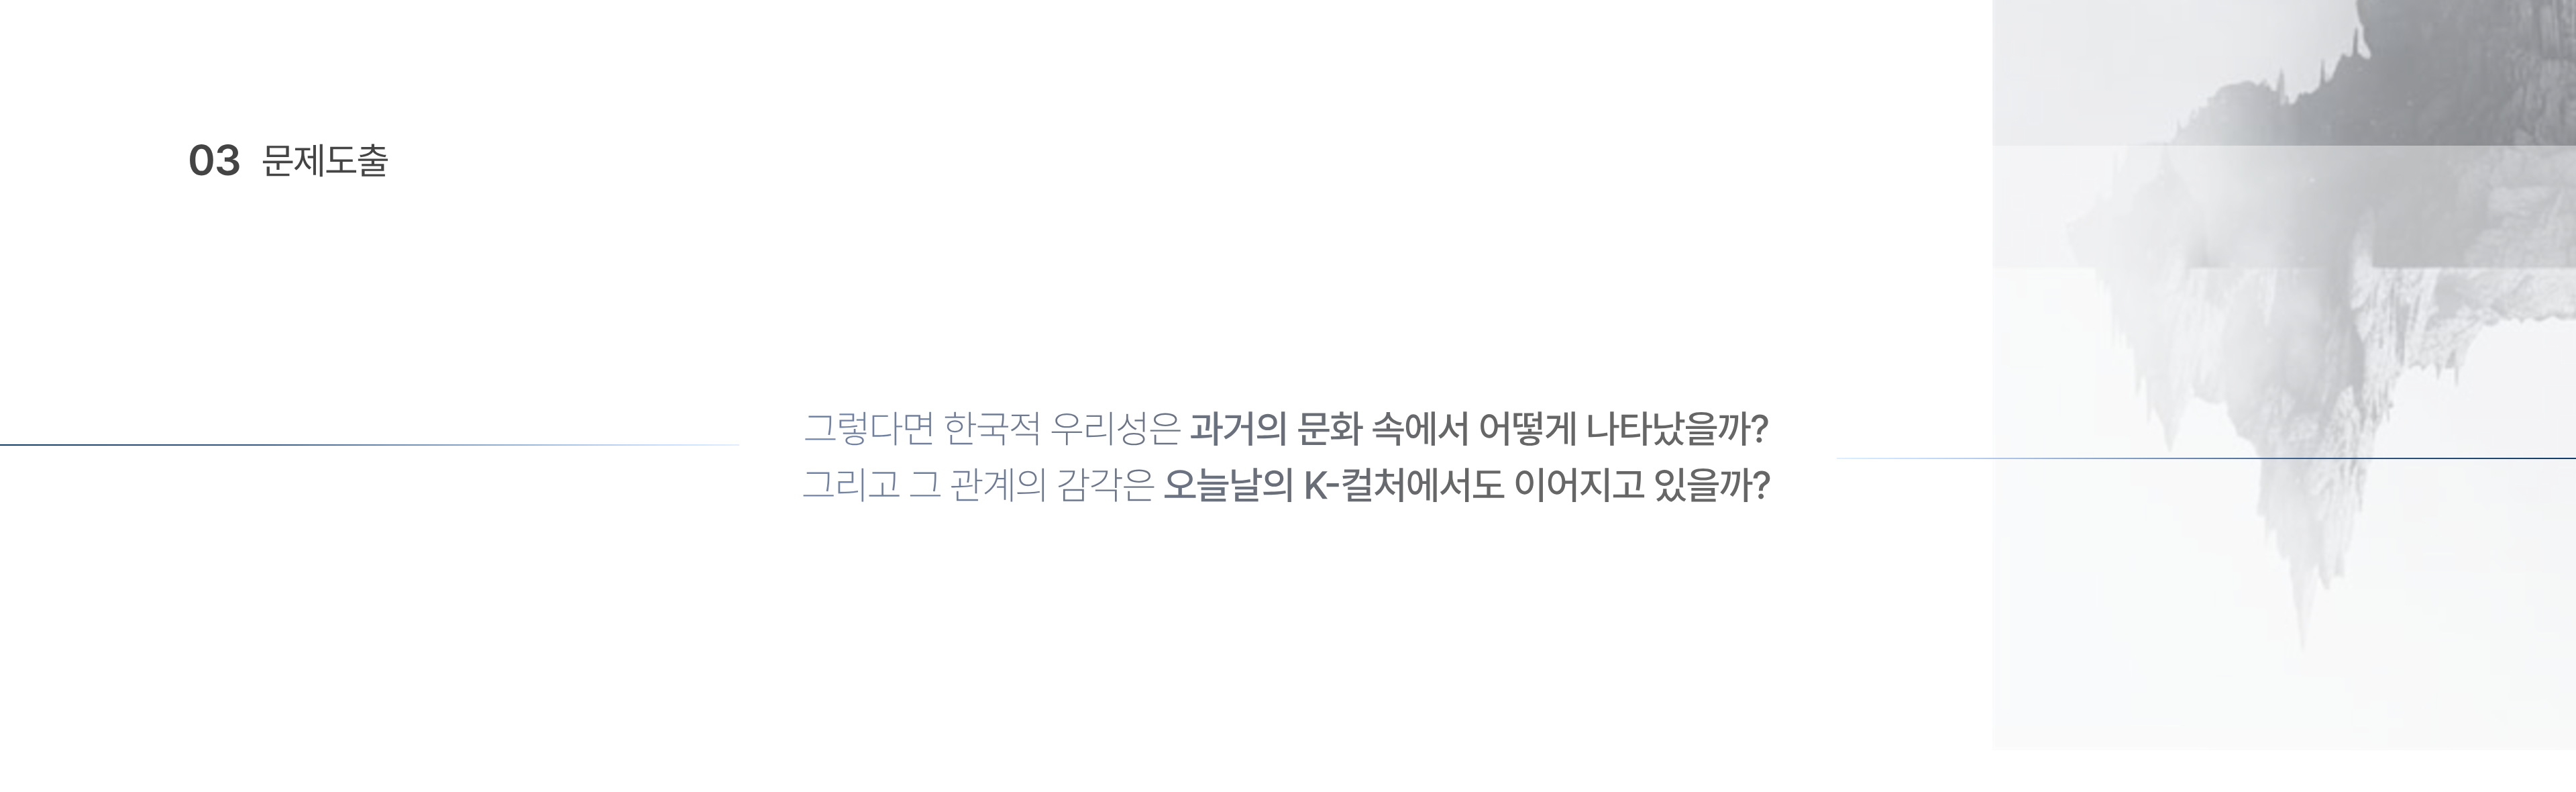 03 문제도출
그렇다면 한국적 우리성은 과거의 문화 속에서 어떻게 나타났을까?
그리고 그 관계의 감각은 오늘날의 K-컬처에서도 이어지고 있을까?